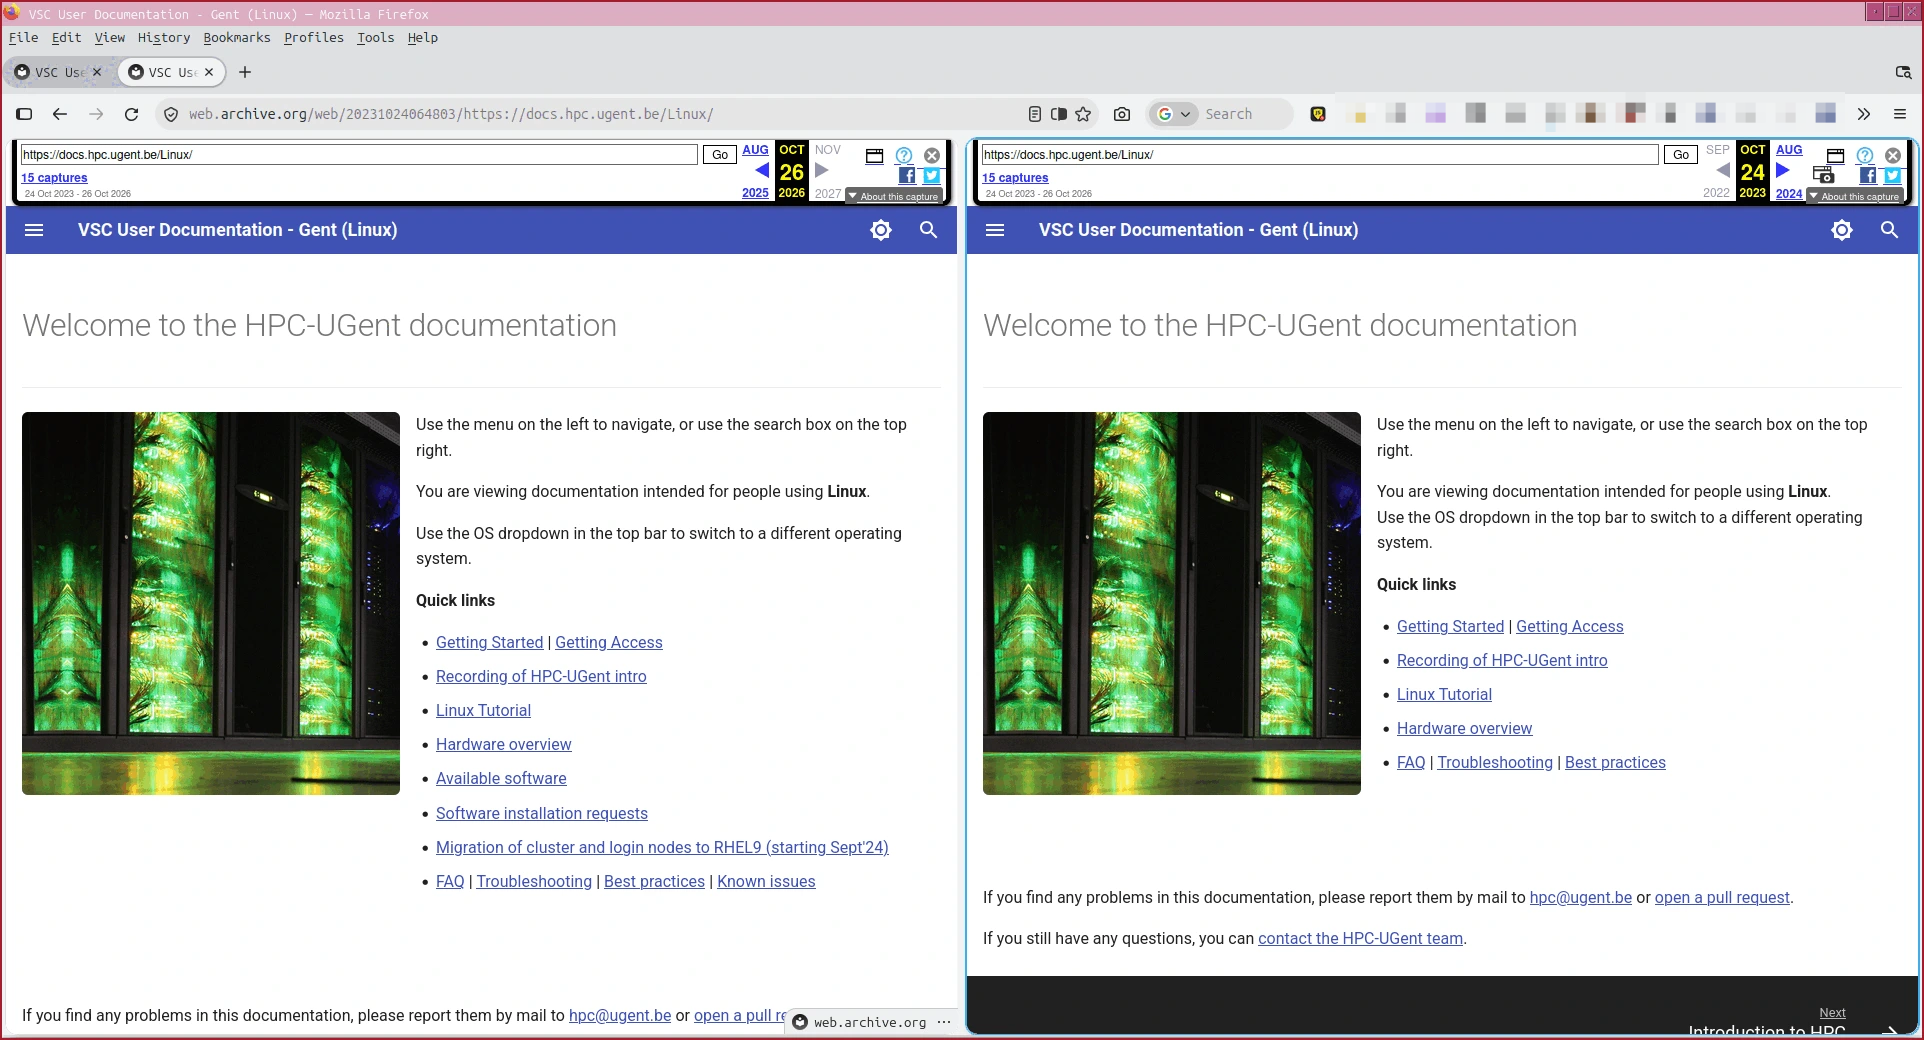 VSC User Documentation - Gent (Linux) — Mozilla Firefox
File Edit View History Bookmarks Profiles Tools Help
VSC Use
VSC Us
web.archive.org/web/20231024064803/https://docs.hpc.ugent.be/Linux/
Search
https://docs.hpc.ugent.be/Linux/
Go
AUG OCT NOV
15 captures
26
24 Oct 2023 - 26 Oct 2026
2025 2026 2027
About this capture
VSC User Documentation - Gent (Linux)
Welcome to the HPC-UGent documentation
Use the menu on the left to navigate, or use the search box on the top
right.
You are viewing documentation intended for people using Linux.
Use the OS dropdown in the top bar to switch to a different operating
system.
Quick links
Getting Started | Getting Access
Recording of HPC-UGent intro
Linux Tutorial
Hardware overview
Available software
Software installation requests
Migration of cluster and login nodes to RHEL9 (starting Sept'24)
FAQ | Troubleshooting | Best practices | Known issues
If you find any problems in this documentation, please report them by mail to hpc@ugent.be or open a pull re
web.archive.org ...
https://docs.hpc.ugent.be/Linux/
Go
SEP OCT AUG
15 captures
24
24 Oct 2023 - 26 Oct 2026
2022 2023 2024
About this capture
VSC User Documentation - Gent (Linux)
Welcome to the HPC-UGent documentation
Use the menu on the left to navigate, or use the search box on the top
right.
You are viewing documentation intended for people using Linux.
Use the OS dropdown in the top bar to switch to a different operating
system.
Quick links
Getting Started | Getting Access
Recording of HPC-UGent intro
Linux Tutorial
Hardware overview
FAQ | Troubleshooting | Best practices
If you find any problems in this documentation, please report them by mail to hpc@ugent.be or open a pull request.
If you still have any questions, you can contact the HPC-UGent team.
Next
Introduction to HPC